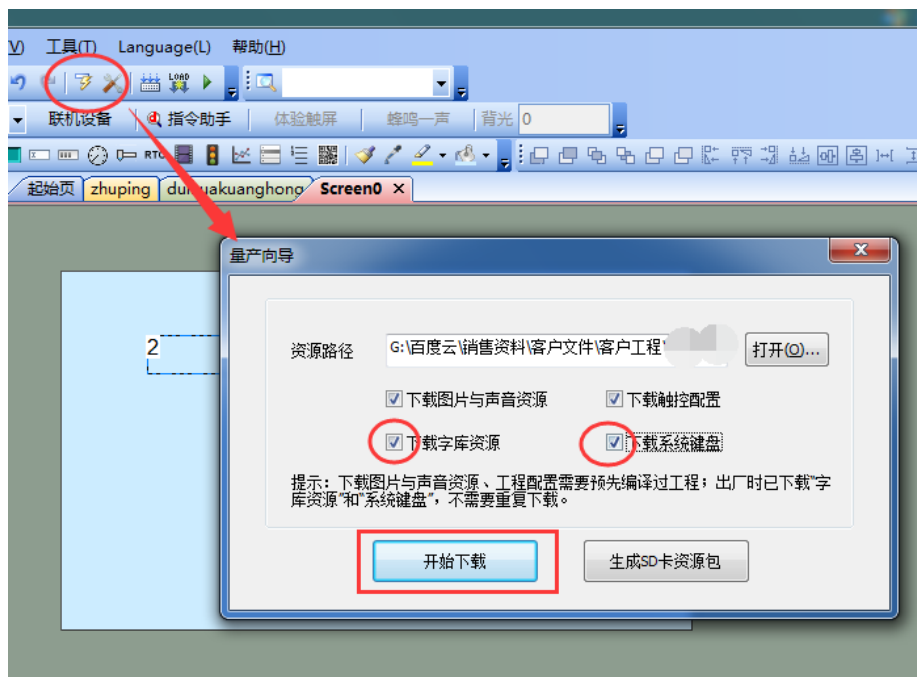 V) 工具(T) Language(L) 帮助(H)
LOAD
联机设备 指令助手 体验触屏 蜂鸣一声 背光 0
RTC
起始页 zhuping Screen0
量产向导
2
资源路径 G:\百度云\销售资料\客户文件\客户工程\ 打开(O)...
下载图片与声音资源 下载触控配置
下载字库资源 下载系统键盘
提示：下载图片与声音资源、工程配置需要预先编译过工程；出厂时已下载"字
库资源"和"系统键盘"，不需要重复下载。
开始下载 生成SD卡资源包